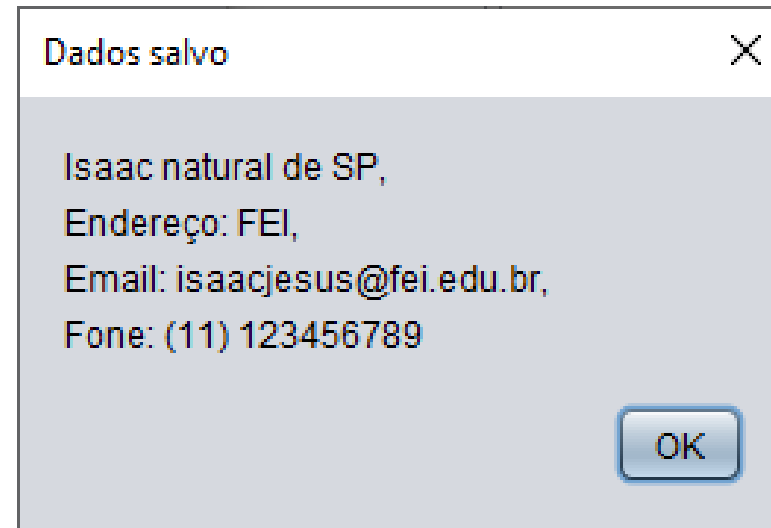 Dados salvo
Isaac natural de SP,
Endereço: FEI,
Email: isaacjesus@fei.edu.br,
Fone: (11) 123456789
OK